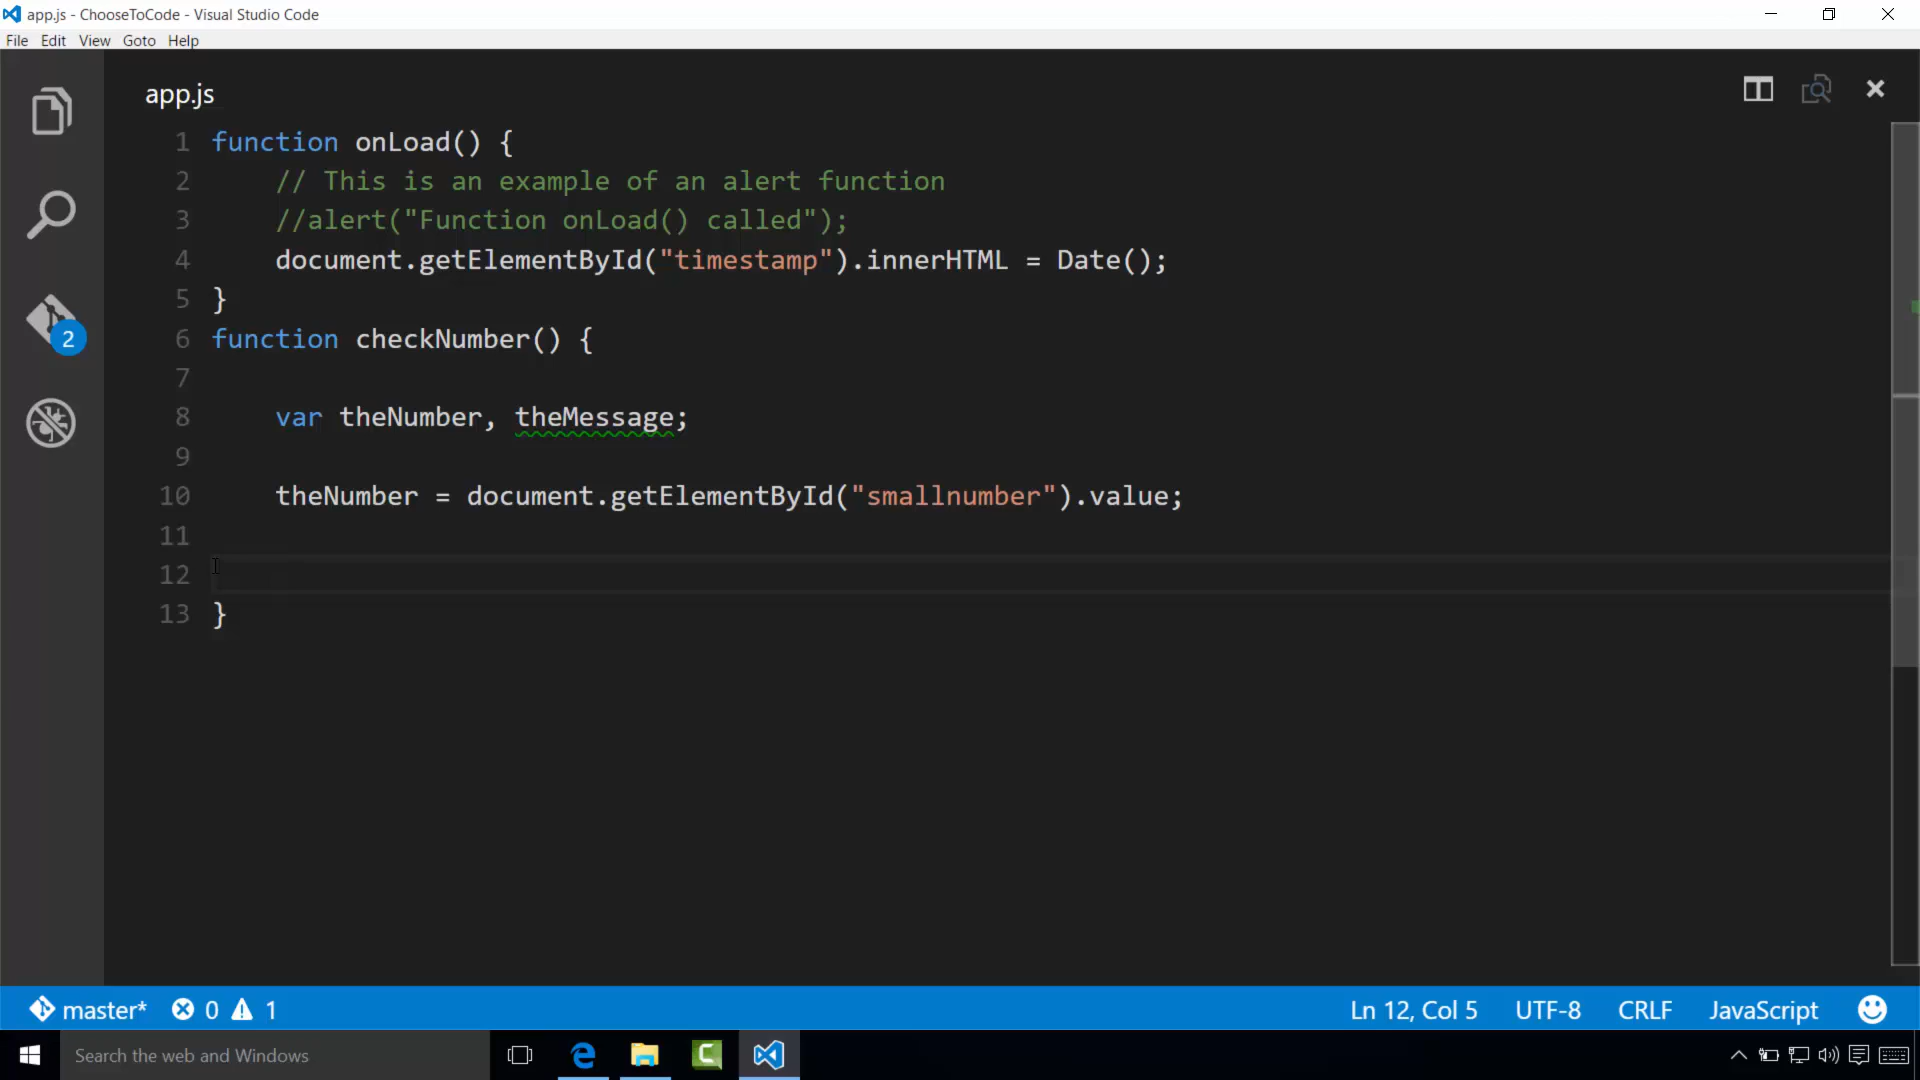 app.js - ChooseToCode - Visual Studio Code
File Edit View Goto Help
app.js
1 function onLoad() {
2 // This is an example of an alert function
3 //alert("Function onLoad() called");
4 document.getElementById("timestamp").innerHTML = Date();
5 }
6 function checkNumber() {
7
8 var theNumber, theMessage;
9
10 theNumber = document.getElementById("smallnumber").value;
11
12
13 }
2
master* 0 1 Ln 12, Col 5 UTF-8 CRLF JavaScript
Search the web and Windows